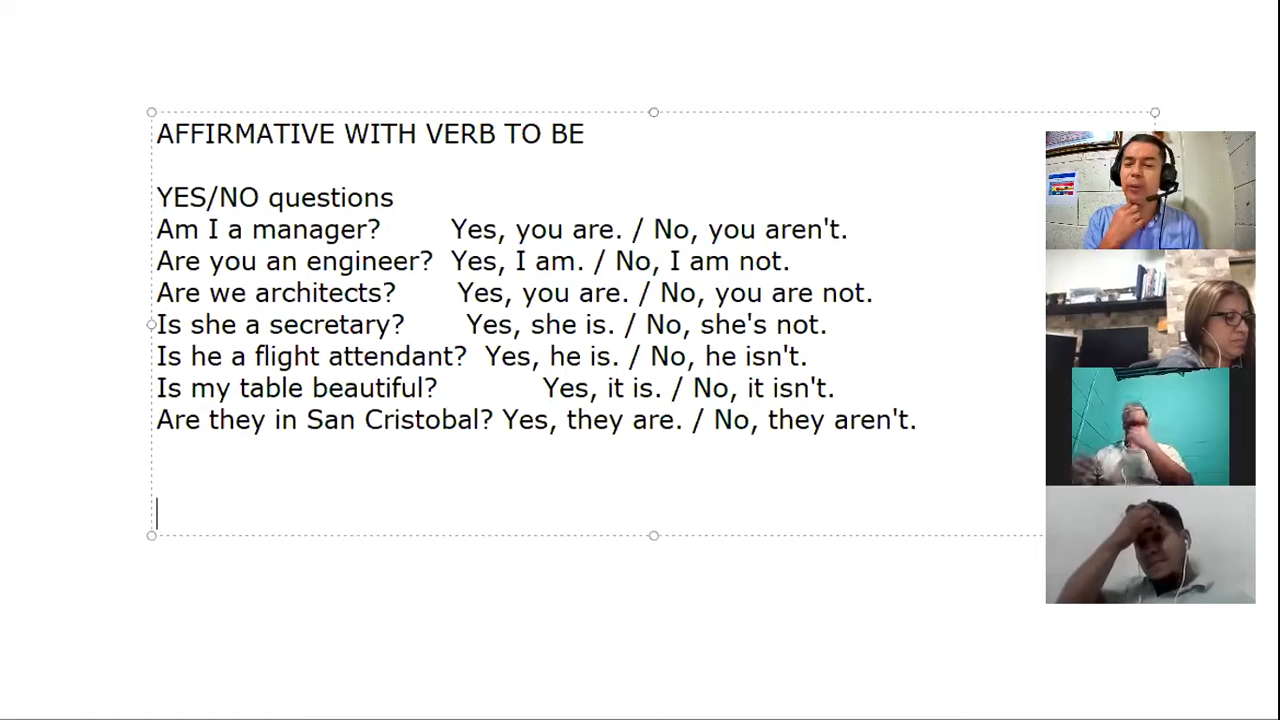 AFFIRMATIVE WITH VERB TO BE
YES/NO questions
Am I a manager? Yes, you are. / No, you aren't.
Are you an engineer? Yes, I am. / No, I am not.
Are we architects? Yes, you are. / No, you are not.
Is she a secretary? Yes, she is. / No, she's not.
Is he a flight attendant? Yes, he is. / No, he isn't.
Is my table beautiful? Yes, it is. / No, it isn't.
Are they in San Cristobal? Yes, they are. / No, they aren't.